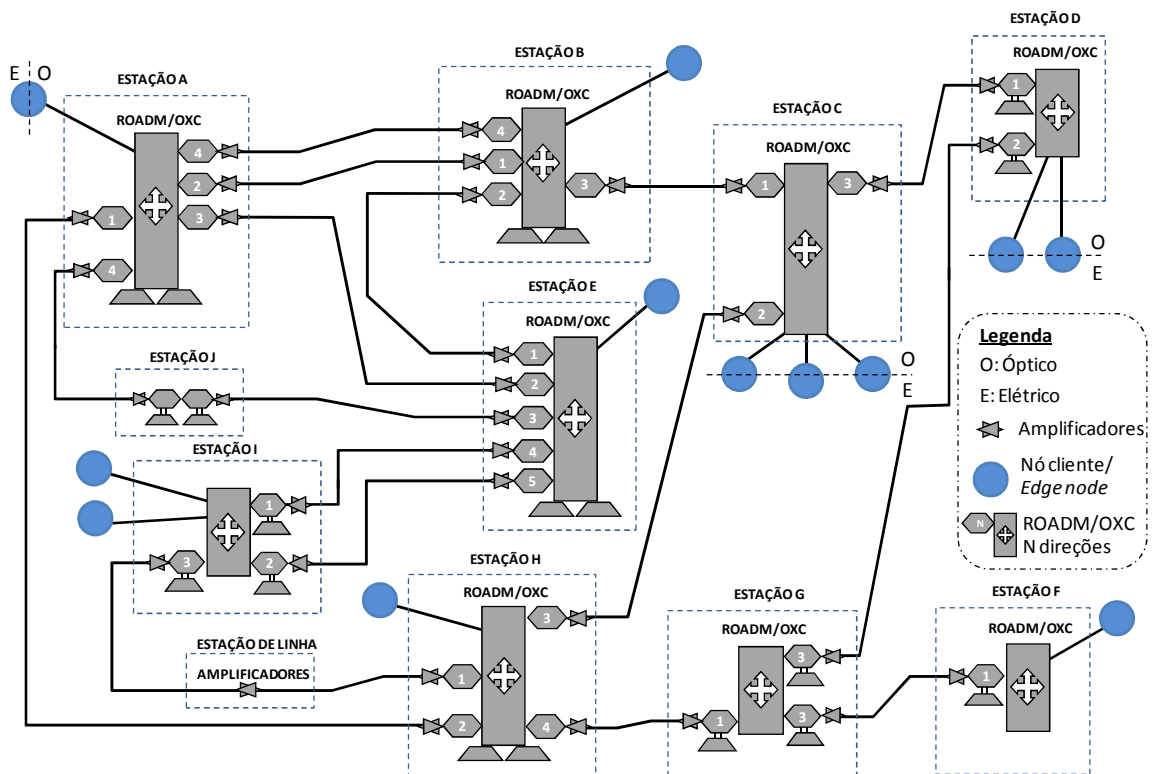 E O
ESTAÇÃO A
ROADM/OXC
4
2
3
1
4
ESTAÇÃO B
ROADM/OXC
4
1
2
3
ESTAÇÃO C
ROADM/OXC
1
3
2
O
E
ESTAÇÃO D
ROADM/OXC
1
2
O
E
ESTAÇÃO E
ROADM/OXC
1
2
3
4
5
ESTAÇÃO J
ESTAÇÃO I
1
3
2
ESTAÇÃO DE LINHA
AMPLIFICADORES
ESTAÇÃO H
ROADM/OXC
3
1
2
4
ESTAÇÃO G
ROADM/OXC
3
1
3
ESTAÇÃO F
ROADM/OXC
1
Legenda
O: Óptico
E: Elétrico
Amplificadores
Nó cliente/
Edge node
N
ROADM/OXC
N direções